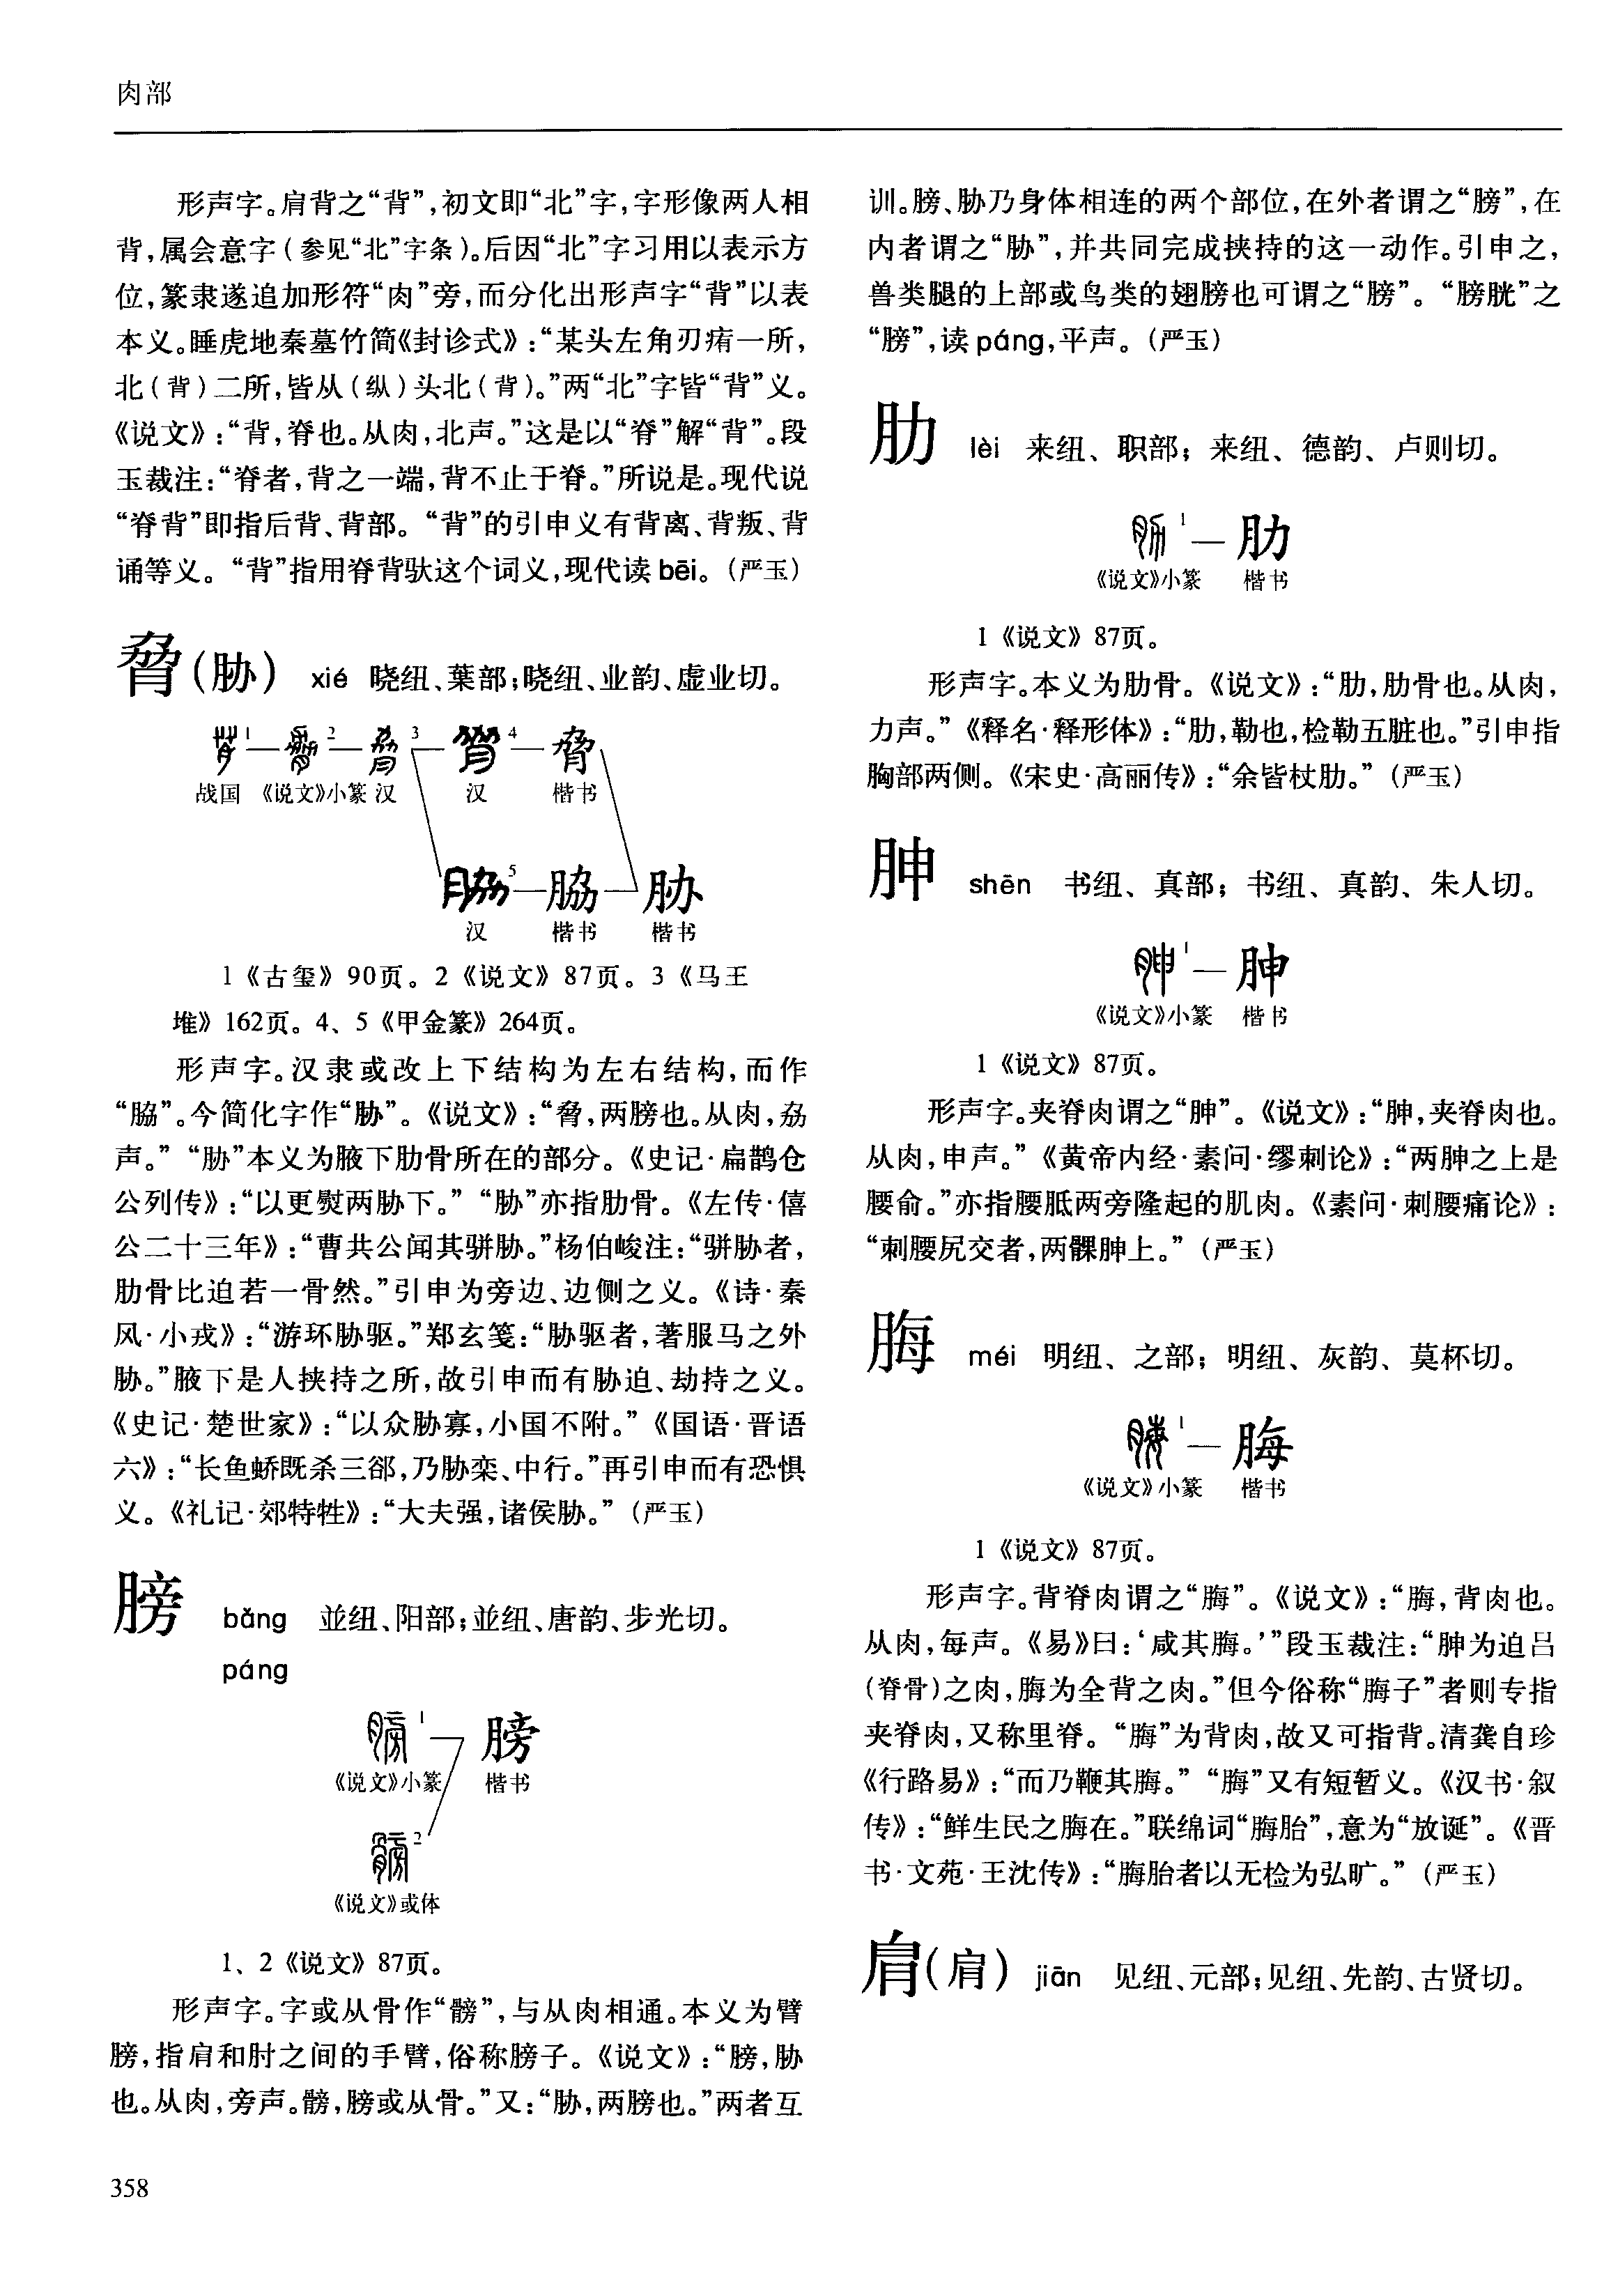 肉部
形声字。肩背之“背”,初文即“北”字,字形像两人相
背,属会意字(参见“北”字条)。后因“北”字习用以表示方
位,篆隶遂追加形符“肉”旁,而分化出形声字“背”以表
本义。睡虎地秦墓竹简《封诊式》:“某头左角刃痏一所,
北(背)二所,皆从(纵)头北(背)。”两“北”字皆“背”义。
《说文》:“背,脊也。从肉,北声。”这是以“脊”解“背”。段
玉裁注:“脊者,背之一端,背不止于脊。”所说是。现代说
“脊背”即指后背、背部。“背”的引申义有背离、背叛、背
诵等义。“背”指用脊背驮这个词义,现代读 bēi。(严玉)
脅(胁) xié 晓纽、葉部;晓纽、业韵、虚业切。
1 2 3 4 脅
战国 《说文》小篆 汉 汉 楷书
5 脇 胁
汉 楷书 楷书
1《古玺》90页。2《说文》87页。3《马王
堆》162页。4、5《甲金篆》264页。
形声字。汉隶或改上下结构为左右结构,而作
“脇”。今简化字作“胁”。《说文》:“脅,两膀也。从肉,劦
声。”“胁”本义为腋下肋骨所在的部分。《史记·扁鹊仓
公列传》:“以更熨两胁下。”“胁”亦指肋骨。《左传·僖
公二十三年》:“曹共公闻其骈胁。”杨伯峻注:“骈胁者,
肋骨比迫若一骨然。”引申为旁边、边侧之义。《诗·秦
风·小戎》:“游环胁驱。”郑玄笺:“胁驱者,著服马之外
胁。”腋下是人挟持之所,故引申而有胁迫、劫持之义。
《史记·楚世家》:“以众胁寡,小国不附。”《国语·晋语
六》:“长鱼蛴既杀三郤,乃胁栾、中行。”再引申而有恐惧
义。《礼记·郊特牲》:“大夫强,诸侯胁。”(严玉)
膀 bǎng 並纽、阳部;並纽、唐韵、步光切。
páng
1 膀
《说文》小篆 楷书
2
《说文》或体
1、2《说文》87页。
形声字。字或从骨作“髈”,与从肉相通。本义为臂
膀,指肩和肘之间的手臂,俗称膀子。《说文》:“膀,胁
也。从肉,旁声。髈,膀或从骨。”又:“胁,两膀也。”两者互
训。膀、胁乃身体相连的两个部位,在外者谓之“膀”,在
内者谓之“胁”,并共同完成挟持的这一动作。引申之,
兽类腿的上部或鸟类的翅膀也可谓之“膀”。“膀胱”之
“膀”,读 páng,平声。(严玉)
肋 lèi 来纽、职部;来纽、德韵、卢则切。
1 肋
《说文》小篆 楷书
1《说文》87页。
形声字。本义为肋骨。《说文》:“肋,肋骨也。从肉,
力声。”《释名·释形体》:“肋,勒也,检勒五脏也。”引申指
胸部两侧。《宋史·高丽传》:“余皆杖肋。”(严玉)
胂 shēn 书纽、真部;书纽、真韵、朱人切。
1 胂
《说文》小篆 楷书
1《说文》87页。
形声字。夹脊肉谓之“胂”。《说文》:“胂,夹脊肉也。
从肉,申声。”《黄帝内经·素问·缪刺论》:“两胂之上是
腰俞。”亦指腰胝两旁隆起的肌肉。《素问·刺腰痛论》:
“刺腰尻交者,两髁胂上。”(严玉)
脢 méi 明纽、之部;明纽、灰韵、莫杯切。
1 脢
《说文》小篆 楷书
1《说文》87页。
形声字。背脊肉谓之“脢”。《说文》:“脢,背肉也。
从肉,每声。《易》曰:‘咸其脢。’”段玉裁注:“胂为迫吕
(脊骨)之肉,脢为全背之肉。”但今俗称“脢子”者则专指
夹脊肉,又称里脊。“脢”为背肉,故又可指背。清龚自珍
《行路易》:“而乃鞭其脢。”“脢”又有短暂义。《汉书·叙
传》:“鲜生民之脢在。”联绵词“脢胎”,意为“放诞”。《晋
书·文苑·王沈传》:“脢胎者以无检为弘旷。”(严玉)
肩(肩) jiān 见纽、元部;见纽、先韵、古贤切。
358